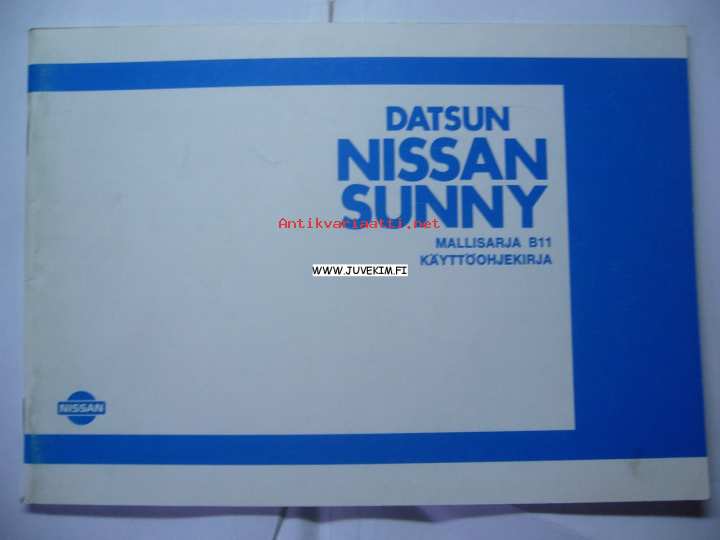 DATSUN
NISSAN
SUNNY
Antikvariaatti.net
MALLISARJA B11
KÄYTTÖOHJEKIRJA
WWW.JUVEKIM.FI
NISSAN